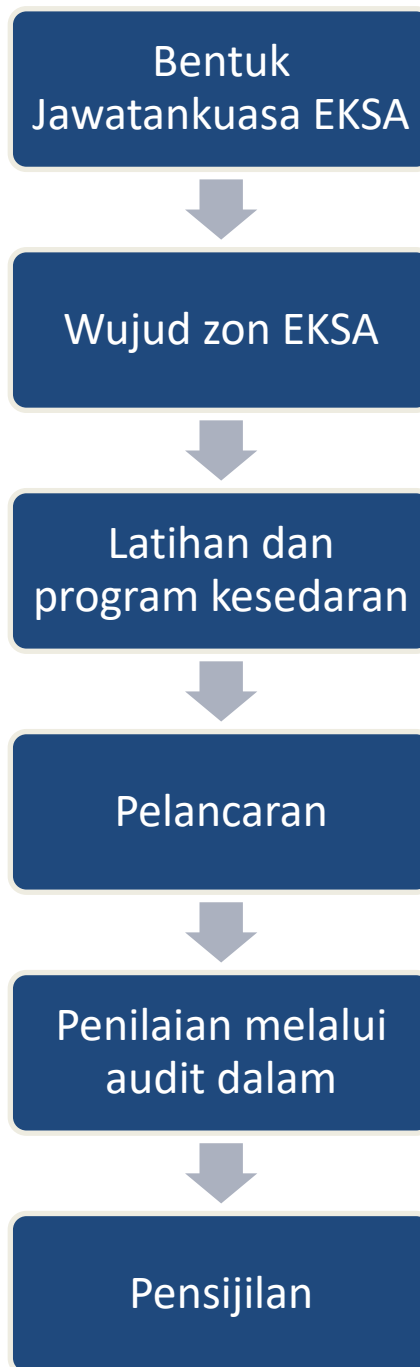 Bentuk
Jawatankuasa EKSA
Wujud zon EKSA
Latihan dan
program kesedaran
Pelancaran
Penilaian melalui
audit dalam
Pensijilan